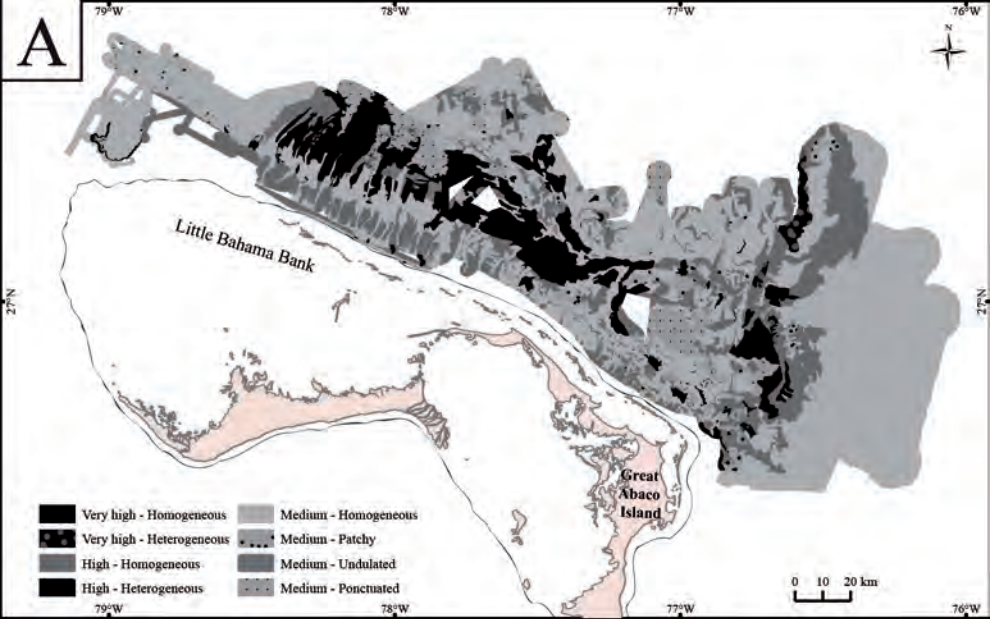 A
79°W
78°W
77°W
76°W
N
27°N
27°N
Little Bahama Bank
Great
Abaco
Island
Very high - Homogeneous
Very high - Heterogeneous
High - Homogeneous
High - Heterogeneous
Medium - Homogeneous
Medium - Patchy
Medium - Undulated
Medium - Ponctuated
0 10 20 km
79°W
78°W
77°W
76°W